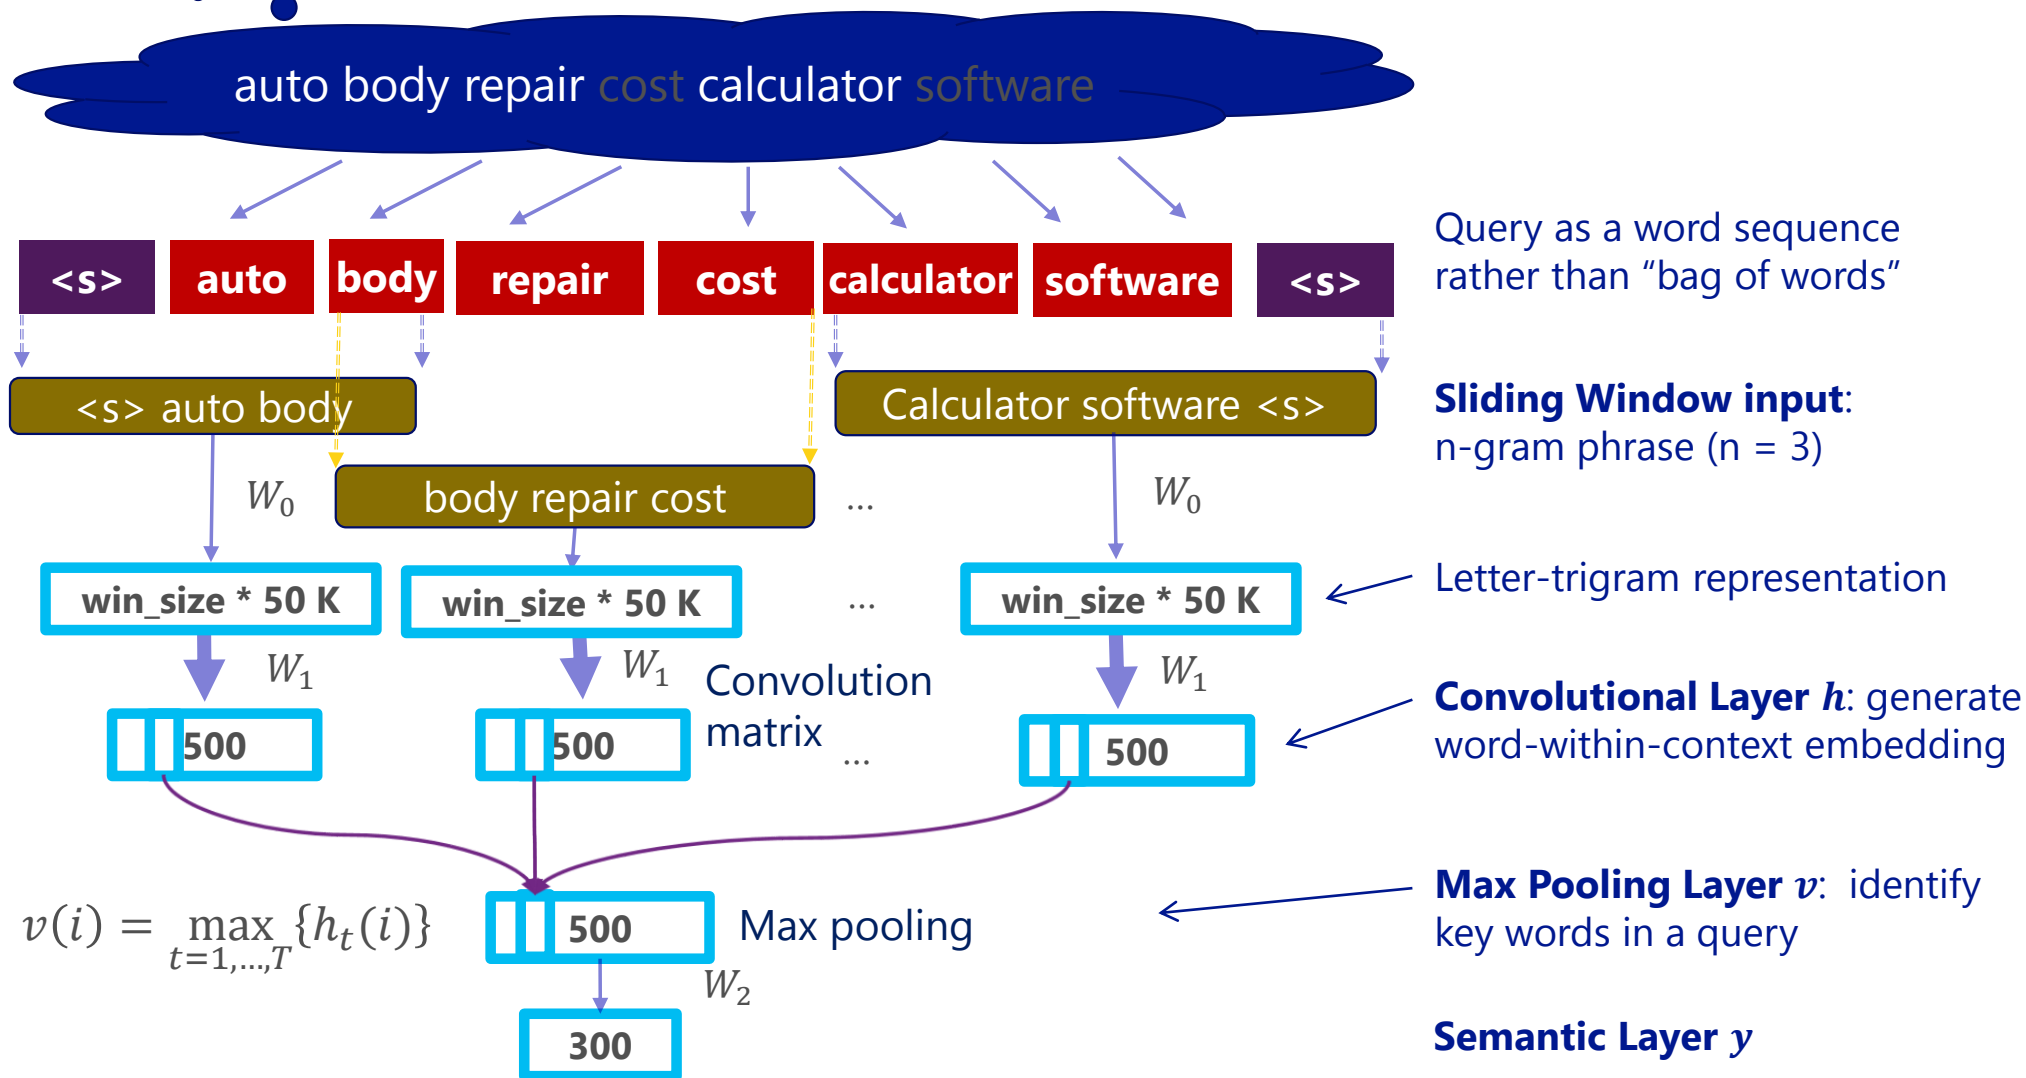 auto body repair cost calculator software
<s> auto body repair cost calculator software <s>
Query as a word sequence
rather than “bag of words”
<s> auto body
Calculator software <s>
Sliding Window input:
n-gram phrase (n = 3)
W₀
body repair cost
...
W₀
win_size * 50 K
win_size * 50 K
...
win_size * 50 K
Letter-trigram representation
W₁
W₁
W₁
Convolution
matrix
Convolutional Layer h: generate
word-within-context embedding
500
500
...
500
Max Pooling Layer v: identify
key words in a query
v(i) = max {hₜ(i)}
t=1,...,T
500
Max pooling
W₂
300
Semantic Layer y